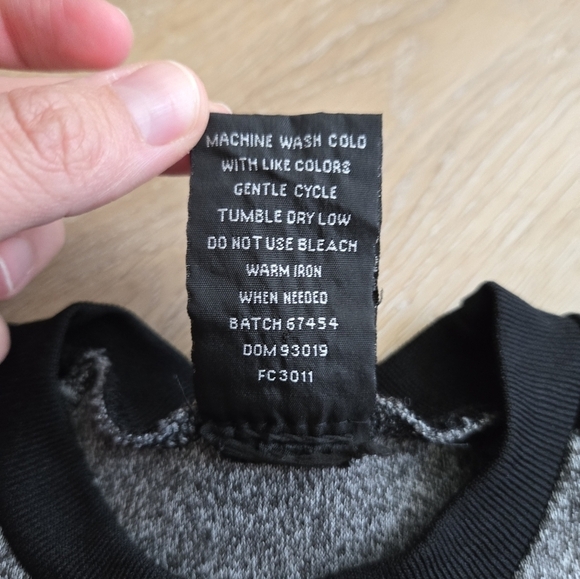 MACHINE WASH COLD
WITH LIKE COLORS
GENTLE CYCLE
TUMBLE DRY LOW
DO NOT USE BLEACH
WARM IRON
WHEN NEEDED
BATCH 67454
DOM 93019
FC3011